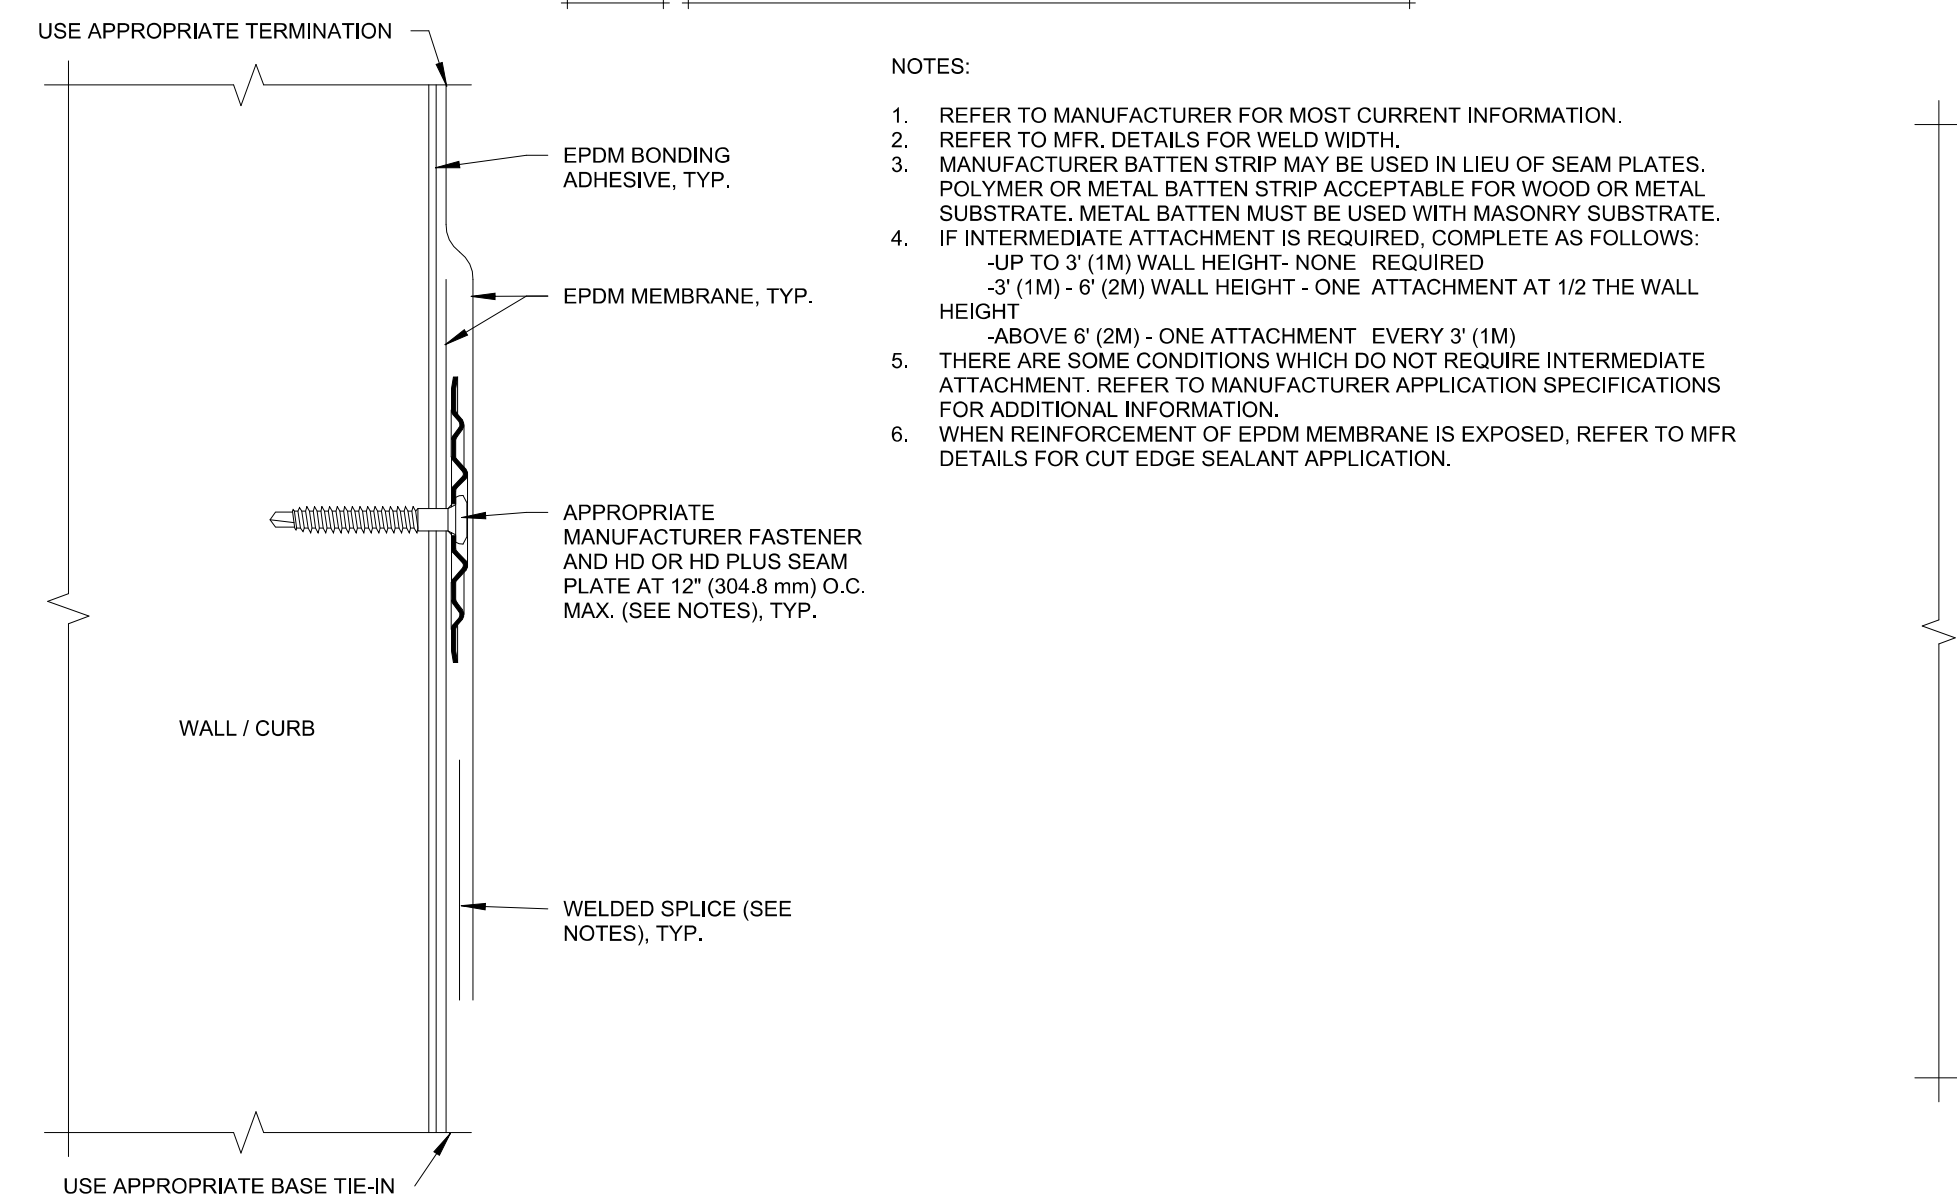 USE APPROPRIATE TERMINATION
EPDM BONDING
ADHESIVE, TYP.
EPDM MEMBRANE, TYP.
APPROPRIATE
MANUFACTURER FASTENER
AND HD OR HD PLUS SEAM
PLATE AT 12" (304.8 mm) O.C.
MAX. (SEE NOTES), TYP.
WALL / CURB
WELDED SPLICE (SEE
NOTES), TYP.
USE APPROPRIATE BASE TIE-IN
NOTES:
1. REFER TO MANUFACTURER FOR MOST CURRENT INFORMATION.
2. REFER TO MFR. DETAILS FOR WELD WIDTH.
3. MANUFACTURER BATTEN STRIP MAY BE USED IN LIEU OF SEAM PLATES.
POLYMER OR METAL BATTEN STRIP ACCEPTABLE FOR WOOD OR METAL
SUBSTRATE. METAL BATTEN MUST BE USED WITH MASONRY SUBSTRATE.
4. IF INTERMEDIATE ATTACHMENT IS REQUIRED, COMPLETE AS FOLLOWS:
-UP TO 3' (1M) WALL HEIGHT- NONE REQUIRED
-3' (1M) - 6' (2M) WALL HEIGHT - ONE ATTACHMENT AT 1/2 THE WALL
HEIGHT
-ABOVE 6' (2M) - ONE ATTACHMENT EVERY 3' (1M)
5. THERE ARE SOME CONDITIONS WHICH DO NOT REQUIRE INTERMEDIATE
ATTACHMENT. REFER TO MANUFACTURER APPLICATION SPECIFICATIONS
FOR ADDITIONAL INFORMATION.
6. WHEN REINFORCEMENT OF EPDM MEMBRANE IS EXPOSED, REFER TO MFR
DETAILS FOR CUT EDGE SEALANT APPLICATION.